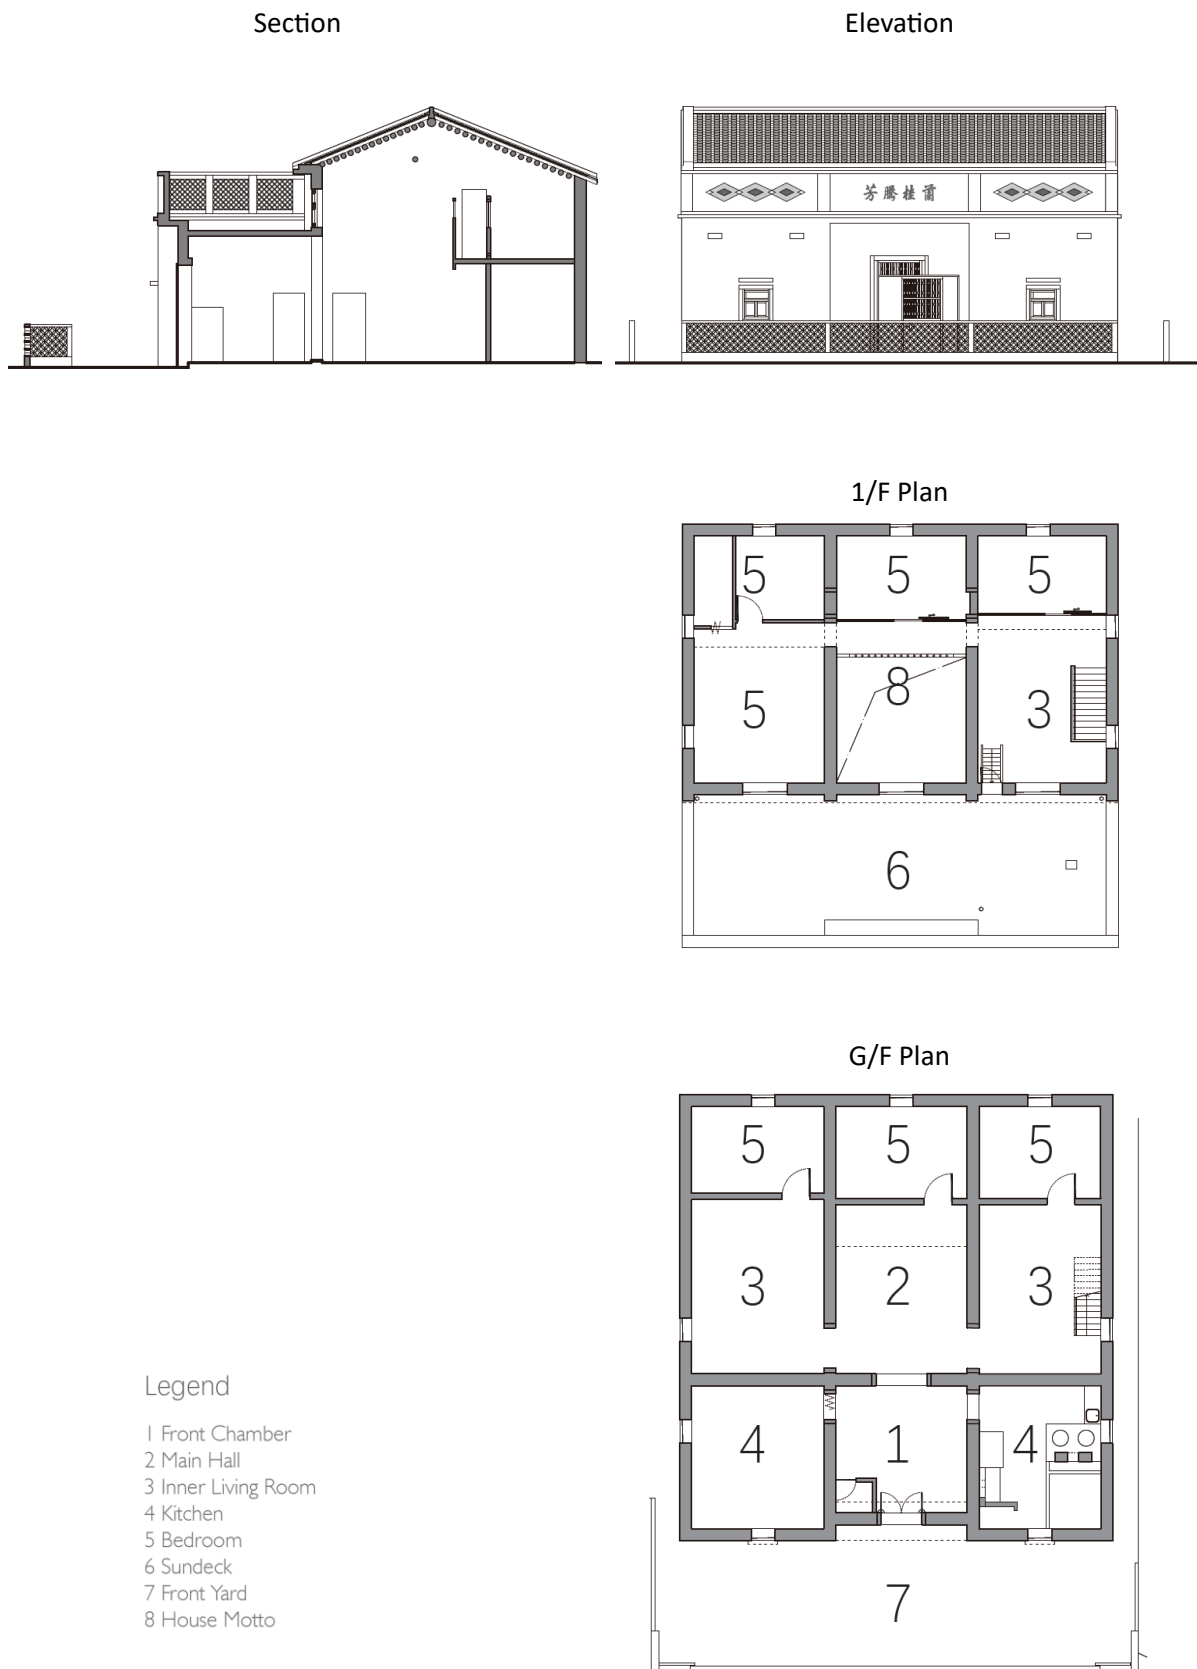 Section
Elevation
蘭桂騰芳
1/F Plan
5 5 5
5 8 3
6
G/F Plan
5 5 5
3 2 3
4 1 4
7
Legend
1 Front Chamber
2 Main Hall
3 Inner Living Room
4 Kitchen
5 Bedroom
6 Sundeck
7 Front Yard
8 House Motto